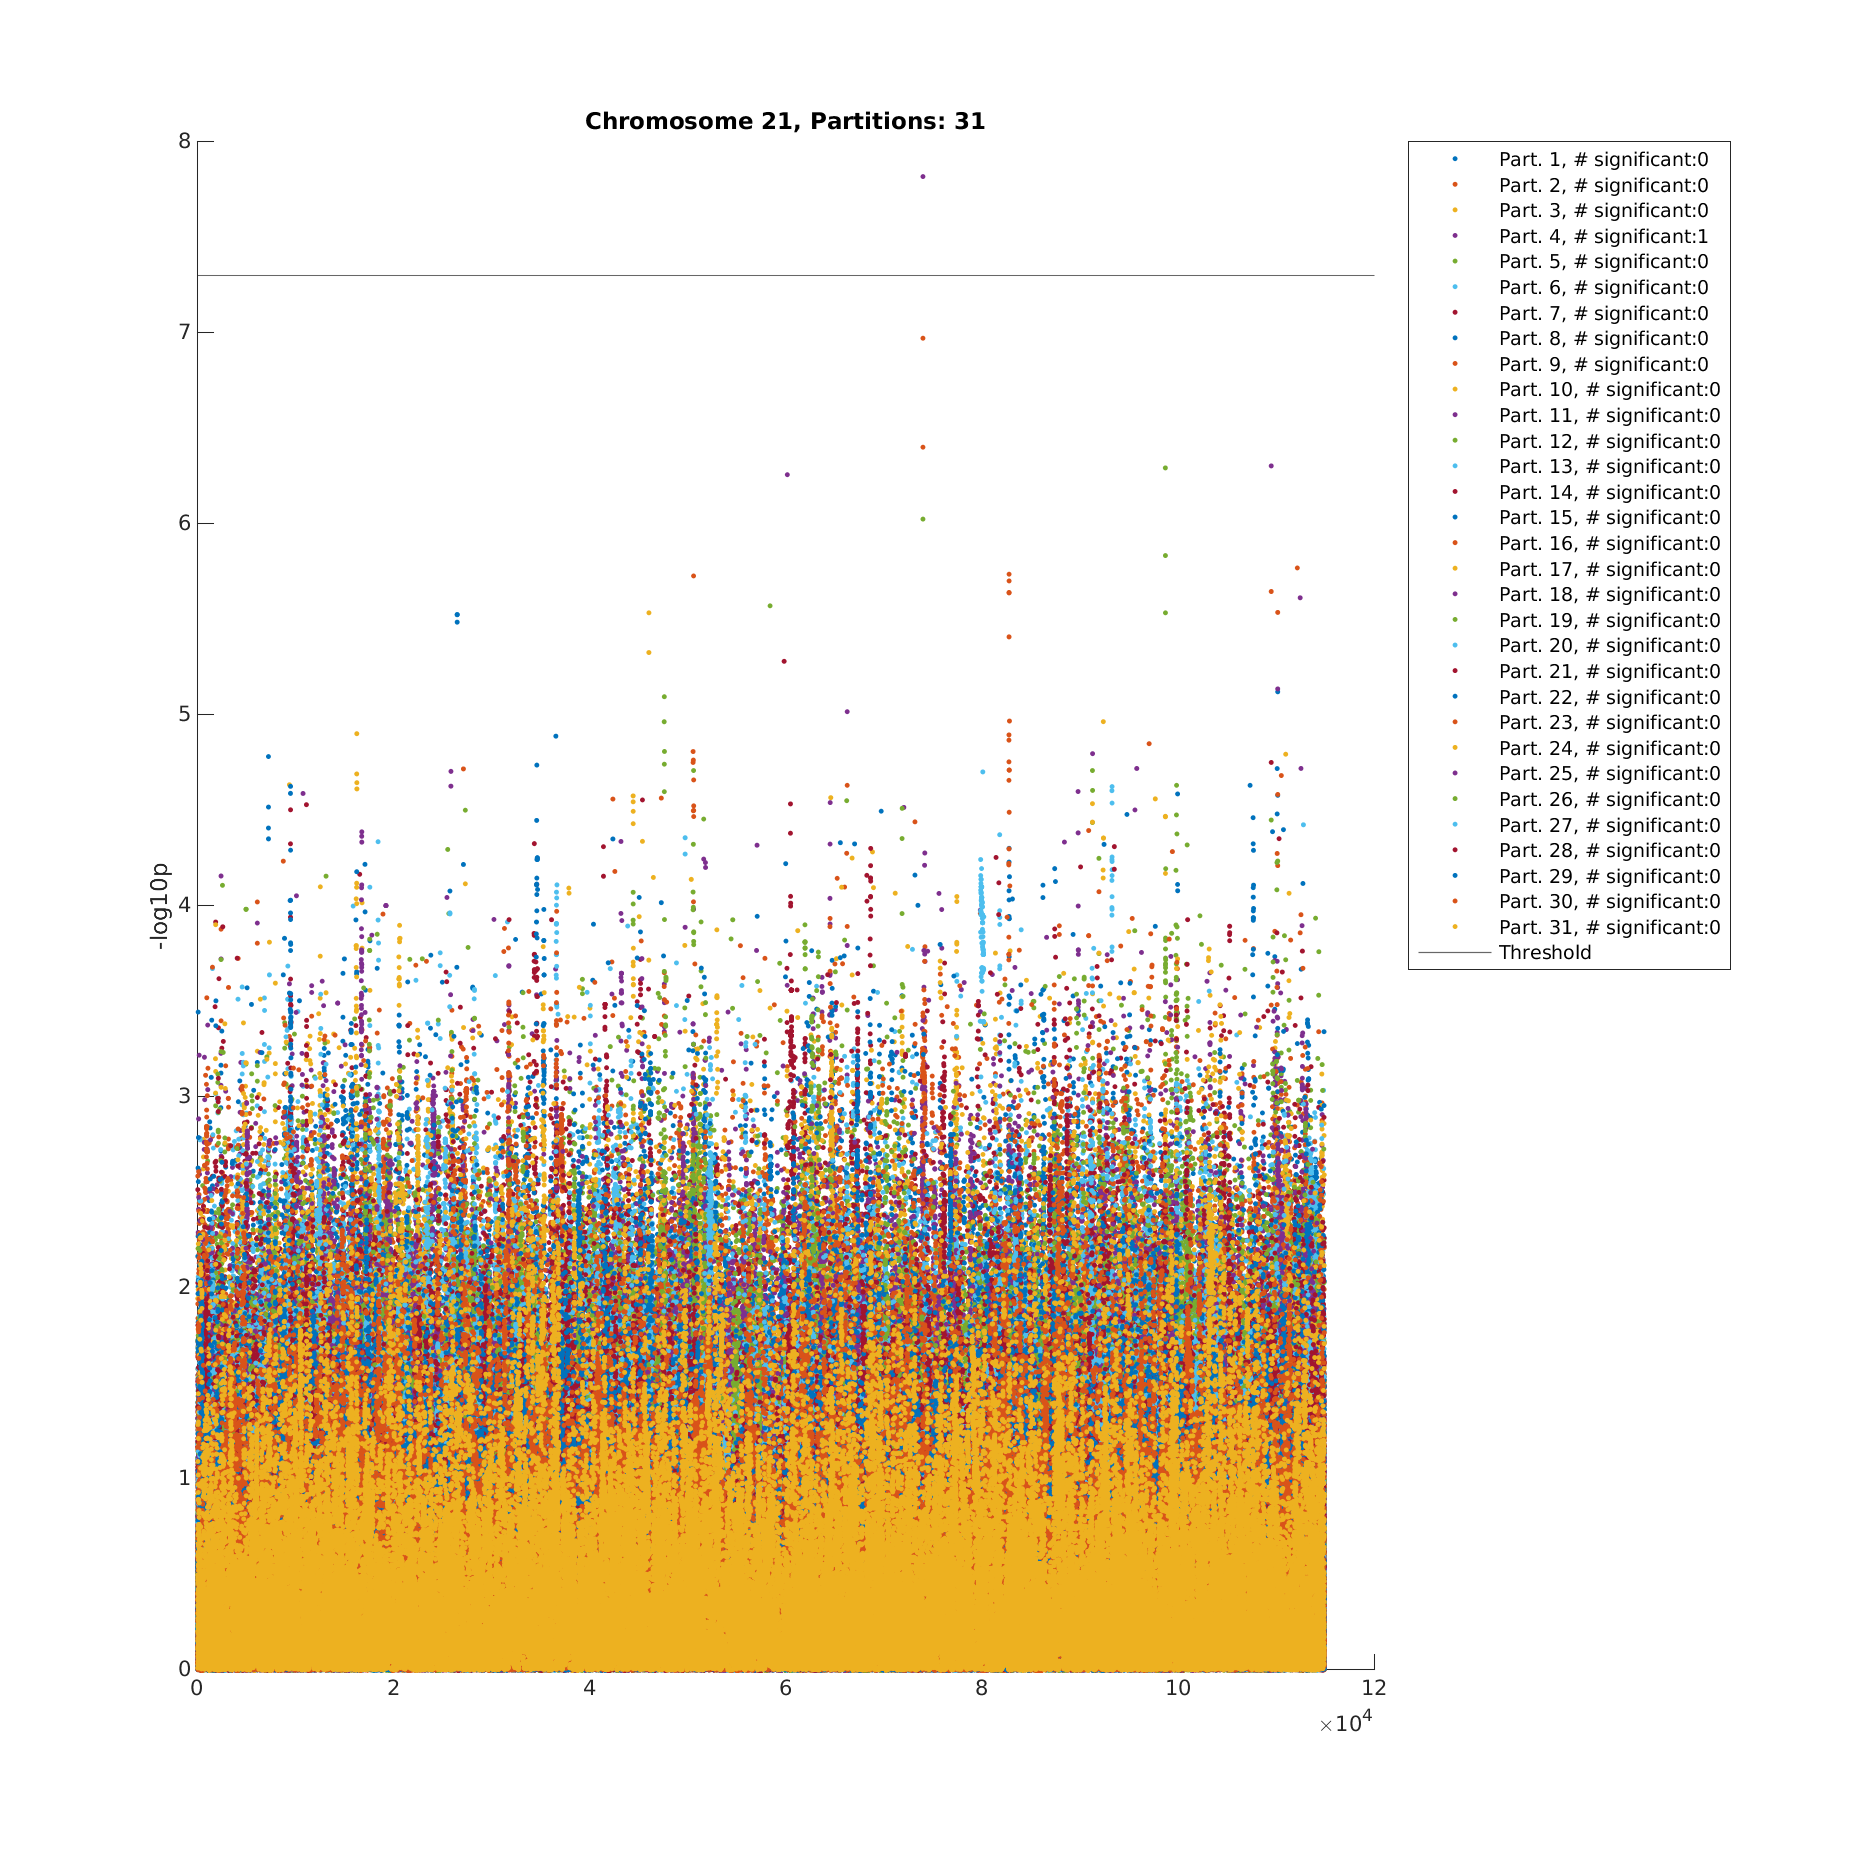 Chromosome 21, Partitions: 31
8
7
6
5
4
3
2
1
0
-log10p
0 2 4 6 8 10 12
×10^4
Part. 1, # significant:0
Part. 2, # significant:0
Part. 3, # significant:0
Part. 4, # significant:1
Part. 5, # significant:0
Part. 6, # significant:0
Part. 7, # significant:0
Part. 8, # significant:0
Part. 9, # significant:0
Part. 10, # significant:0
Part. 11, # significant:0
Part. 12, # significant:0
Part. 13, # significant:0
Part. 14, # significant:0
Part. 15, # significant:0
Part. 16, # significant:0
Part. 17, # significant:0
Part. 18, # significant:0
Part. 19, # significant:0
Part. 20, # significant:0
Part. 21, # significant:0
Part. 22, # significant:0
Part. 23, # significant:0
Part. 24, # significant:0
Part. 25, # significant:0
Part. 26, # significant:0
Part. 27, # significant:0
Part. 28, # significant:0
Part. 29, # significant:0
Part. 30, # significant:0
Part. 31, # significant:0
Threshold